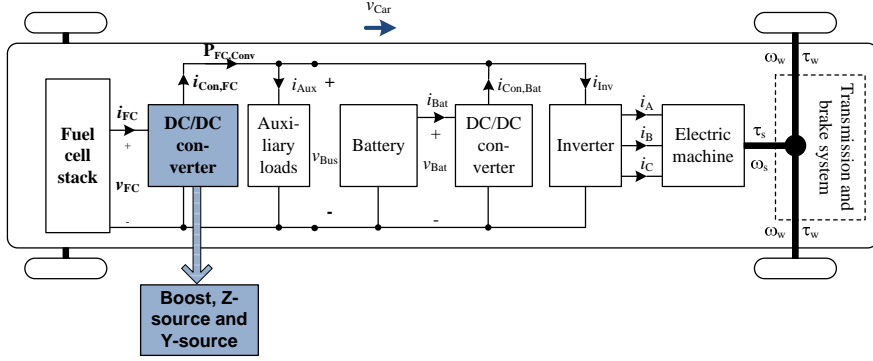 v_Car
P_FC,Conv
i_Con,FC
i_Aux
+
i_Con,Bat
i_Inv
ω_w
τ_w
i_FC
+
Fuel
cell
stack
v_FC
-
DC/DC
con-
verter
Auxi-
liary
loads
v_Bus
-
Battery
i_Bat
+
v_Bat
-
DC/DC
con-
verter
Inverter
i_A
i_B
i_C
Electric
machine
τ_s
ω_s
Transmission and
brake system
ω_w
τ_w
Boost, Z-
source and
Y-source